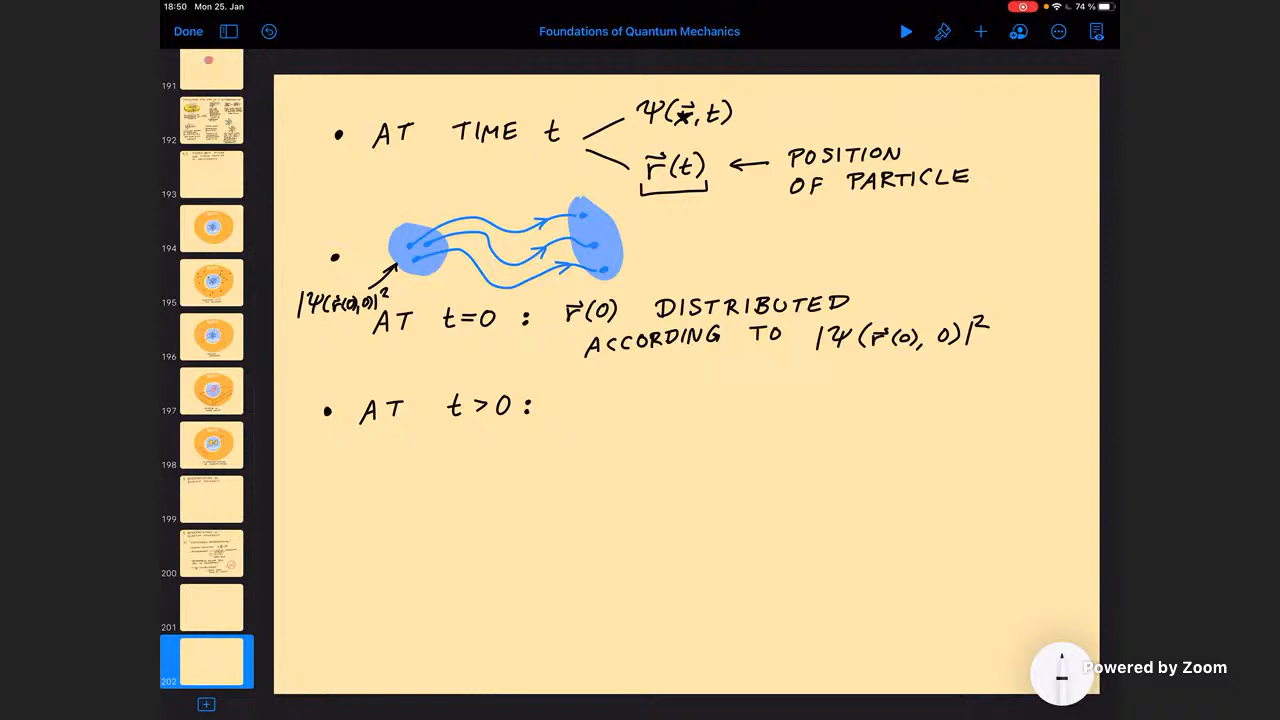 18:50 Mon 25. Jan
74 %
Done
Foundations of Quantum Mechanics
• AT TIME t
Ψ(x⃗, t)
r⃗(t) ← POSITION
OF PARTICLE
•
|Ψ(r⃗(0),0)|²
AT t=0 : r⃗(0) DISTRIBUTED
ACCORDING TO |Ψ(r⃗(0), 0)|²
• AT t>0 :
191
192
193
194
195
196
197
198
199
200
201
202
Powered by Zoom